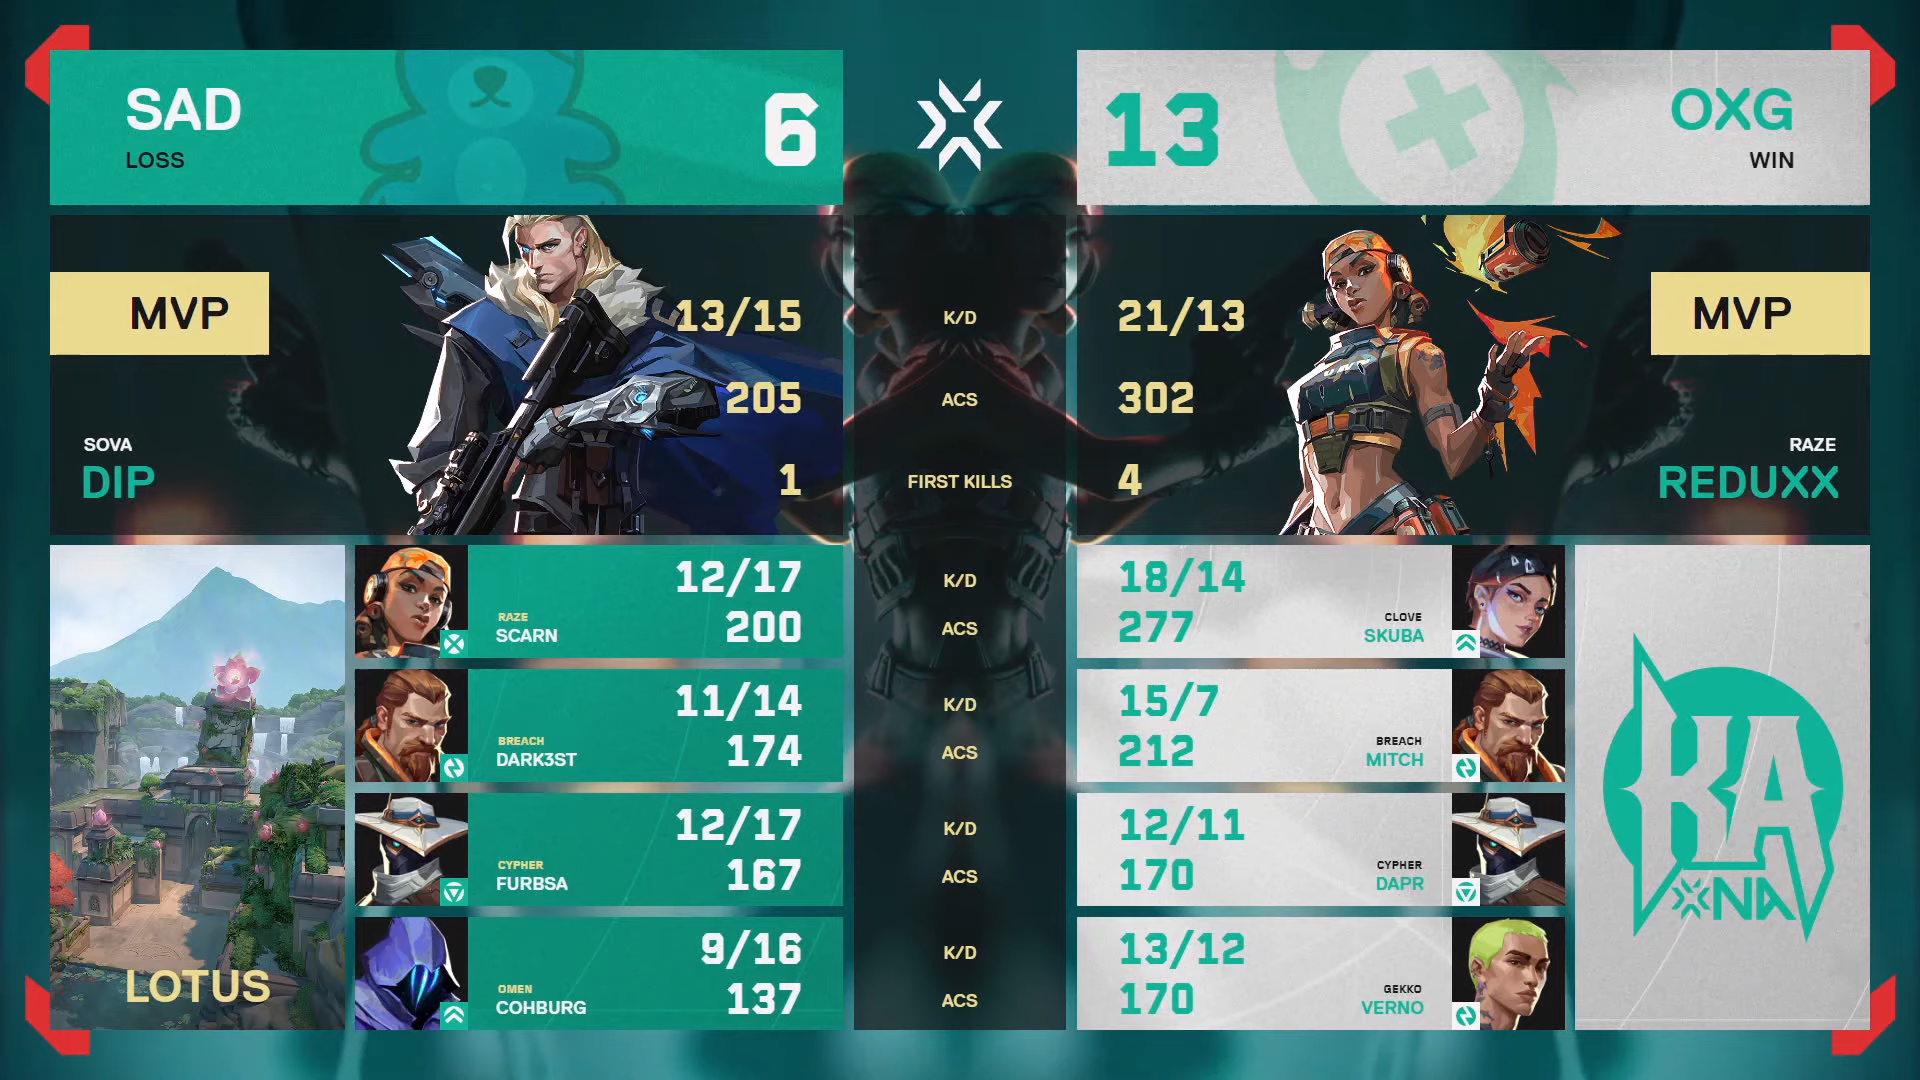 SAD
LOSS
6
13
OXG
WIN
MVP
SOVA
DIP
13/15
205
1
K/D
ACS
FIRST KILLS
21/13
302
4
MVP
RAZE
REDUXX
LOTUS
RAZE
SCARN
12/17
200
K/D
ACS
18/14
277
CLOVE
SKUBA
BREACH
DARK3ST
11/14
174
K/D
ACS
15/7
212
BREACH
MITCH
CYPHER
FURBSA
12/17
167
K/D
ACS
12/11
170
CYPHER
DAPR
OMEN
COHBURG
9/16
137
K/D
ACS
13/12
170
GEKKO
VERNO
KA
NA